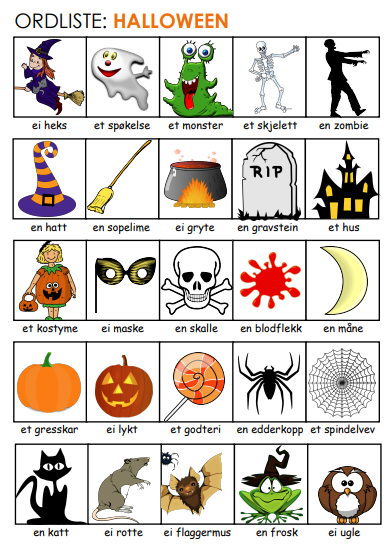 ORDLISTE: HALLOWEEN
ei heks et spøkelse et monster et skjelett en zombie
RIP
en hatt en sopelime ei gryte en gravstein et hus
et kostyme ei maske en skalle en blodflekk en måne
et gresskar ei lykt et godteri en edderkopp et spindelvev
en katt ei rotte ei flaggermus en frosk ei ugle